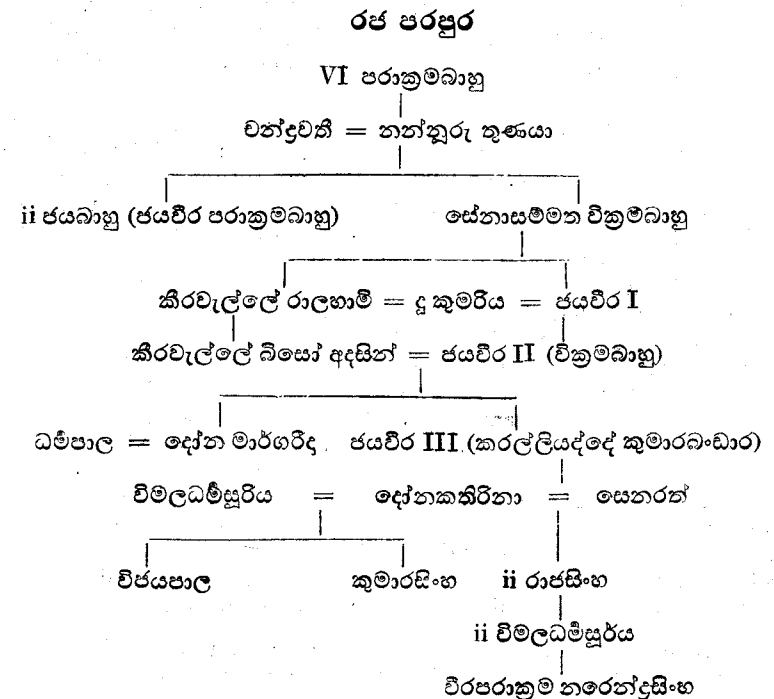 රජ පරපුර
VI පරාක්‍රමබාහු
චන්ද්‍රවතී = නන්නූරු තුණයා
ii ජයබාහු (ජයවීර පරාක්‍රමබාහු) සේනාසම්මත වික්‍රමබාහු
කීරවැල්ලේ රාලහාමි = දූ කුමරිය = ජයවීර I
කීරවැල්ලේ බිසෝ අදසින් = ජයවීර II (වික්‍රමබාහු)
ධර්‍මපාල = දෝන මාර්ගරීදා ජයවීර III (කරල්ලියද්දේ කුමාරබංඩාර)
විමලධර්‍මසූරිය = දෝනකතිරිනා = සෙනරත්
විජයපාල කුමාරසිංහ ii රාජසිංහ
ii විමලධර්‍මසූර්ය
වීරපරාක්‍රම නරෙන්ද්‍රසිංහ